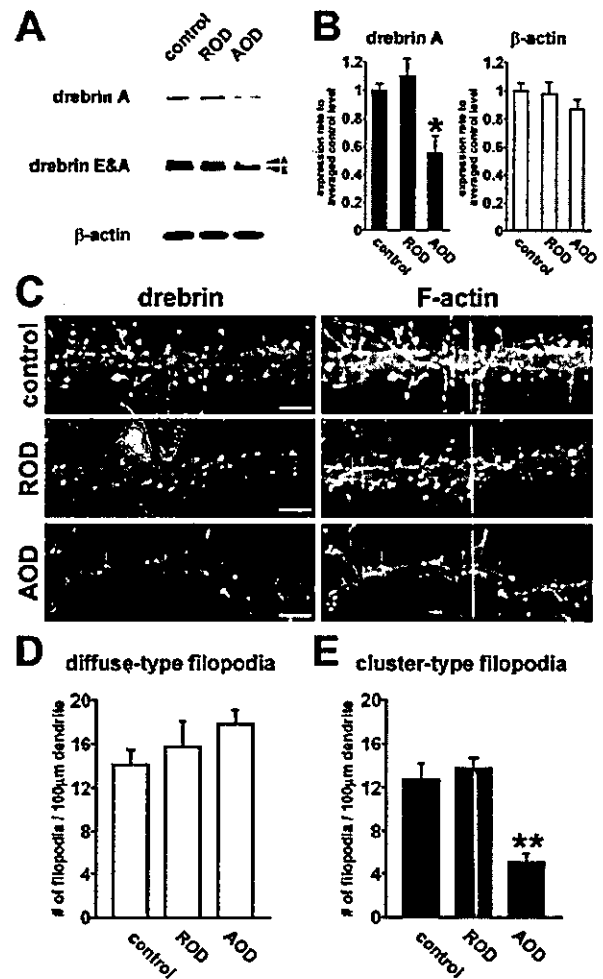 A
control ROD AOD
drebrin A
drebrin E&A
A
E
β-actin
B
drebrin A
expression rate to
averaged control level
1.2
1
0.8
0.6
0.4
0.2
0
*
control ROD AOD
β-actin
expression rate to
averaged control level
1.2
1
0.8
0.6
0.4
0.2
0
control ROD AOD
C
drebrin F-actin
control
ROD
AOD
D
diffuse-type filopodia
# of filopodia / 100μm dendrite
20
16
12
8
4
0
control ROD AOD
E
cluster-type filopodia
# of filopodia / 100μm dendrite
20
16
12
8
4
0
**
control ROD AOD